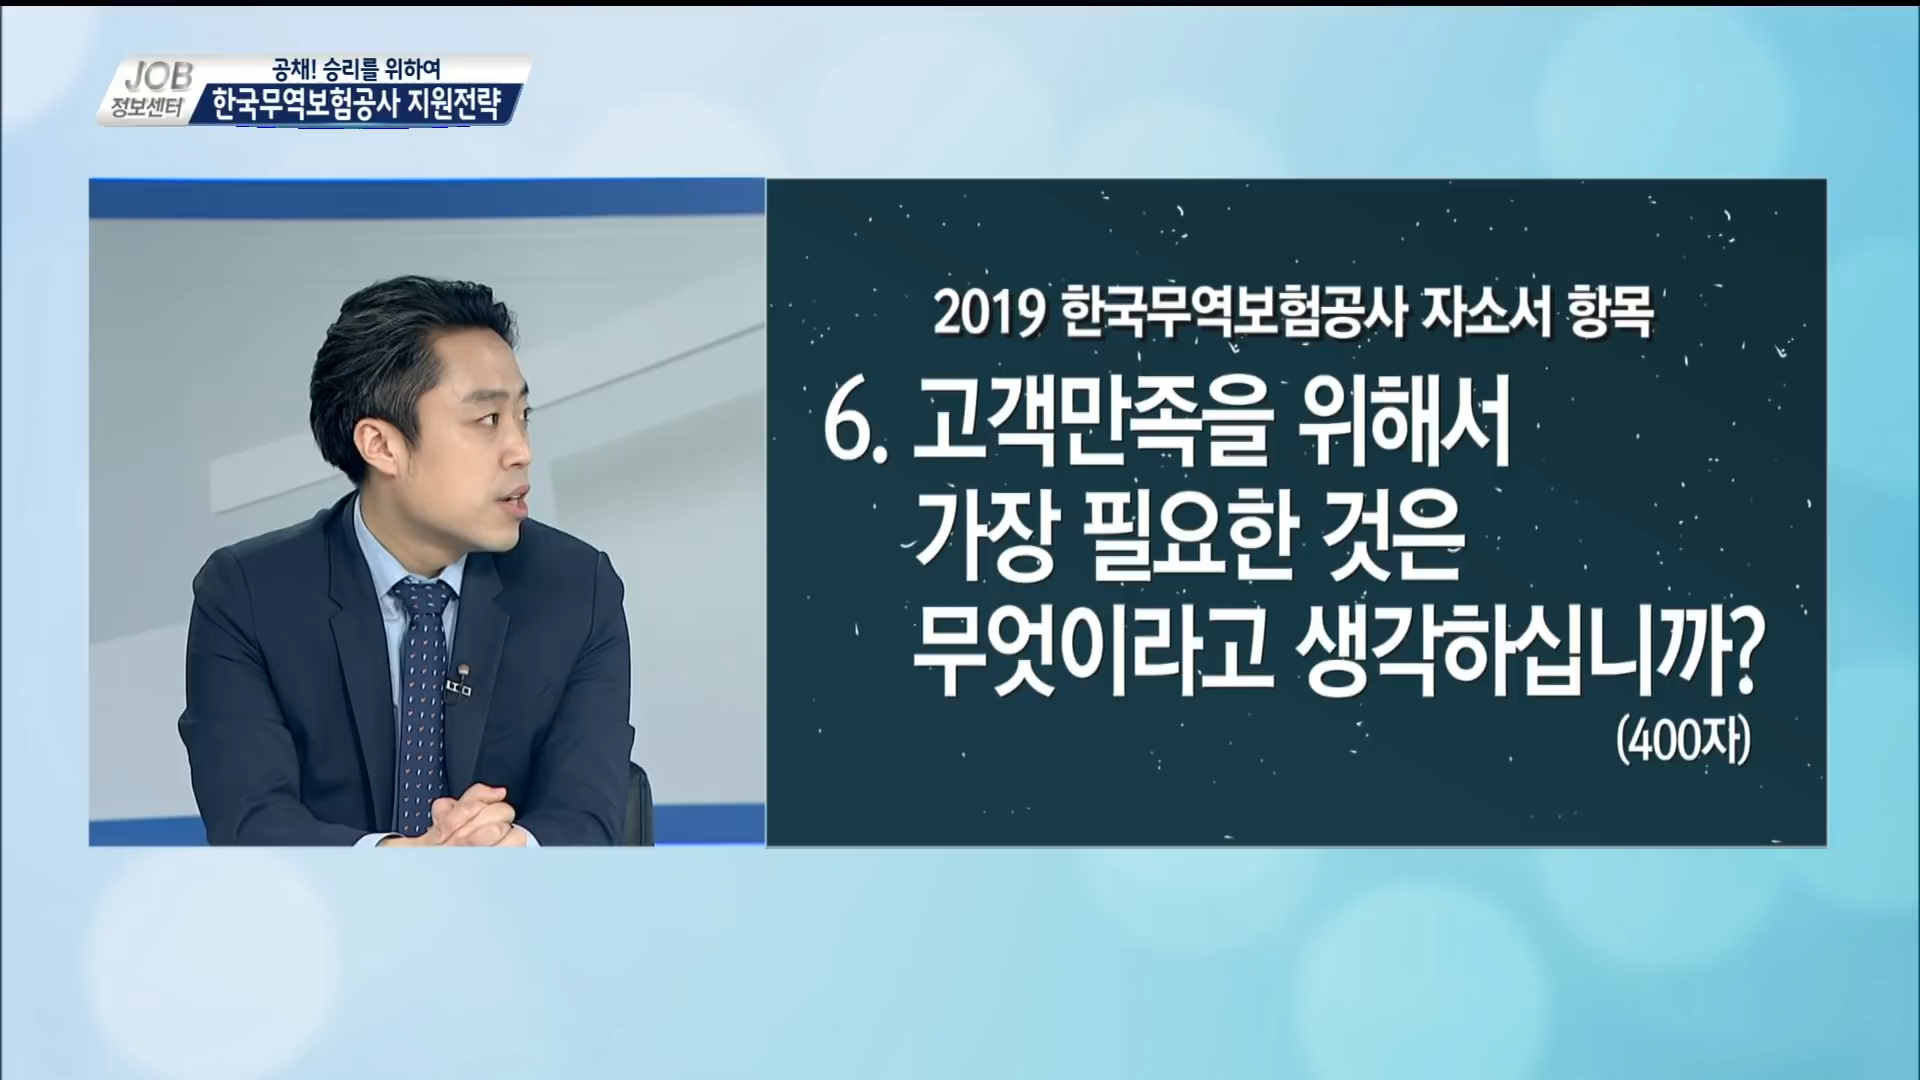 JOB
정보센터
공채! 승리를 위하여
한국무역보험공사 지원전략
2019 한국무역보험공사 자소서 항목
6. 고객만족을 위해서
가장 필요한 것은
무엇이라고 생각하십니까?
(400자)